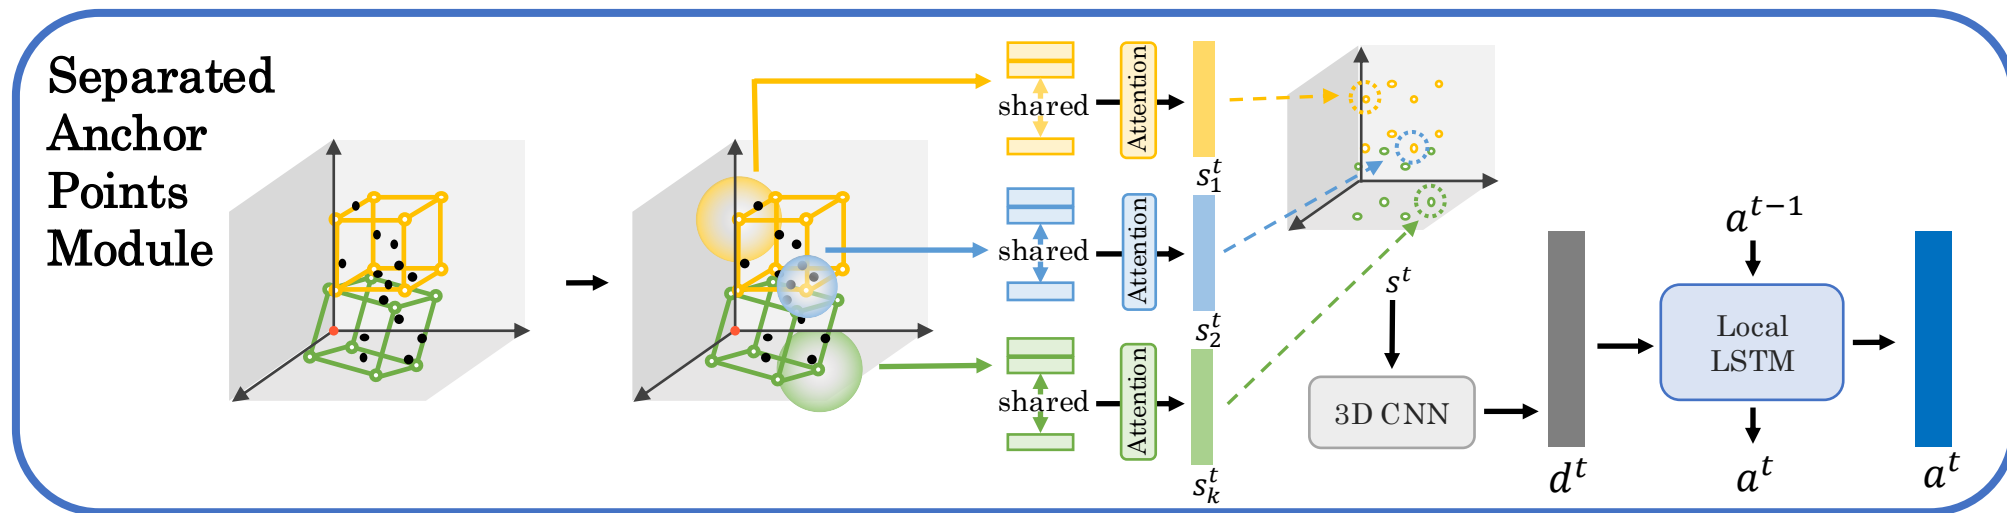 Separated
Anchor
Points
Module
shared
Attention
s_1^t
shared
Attention
s_2^t
shared
Attention
s_k^t
s^t
3D CNN
d^t
a^{t-1}
Local
LSTM
a^t
a^t